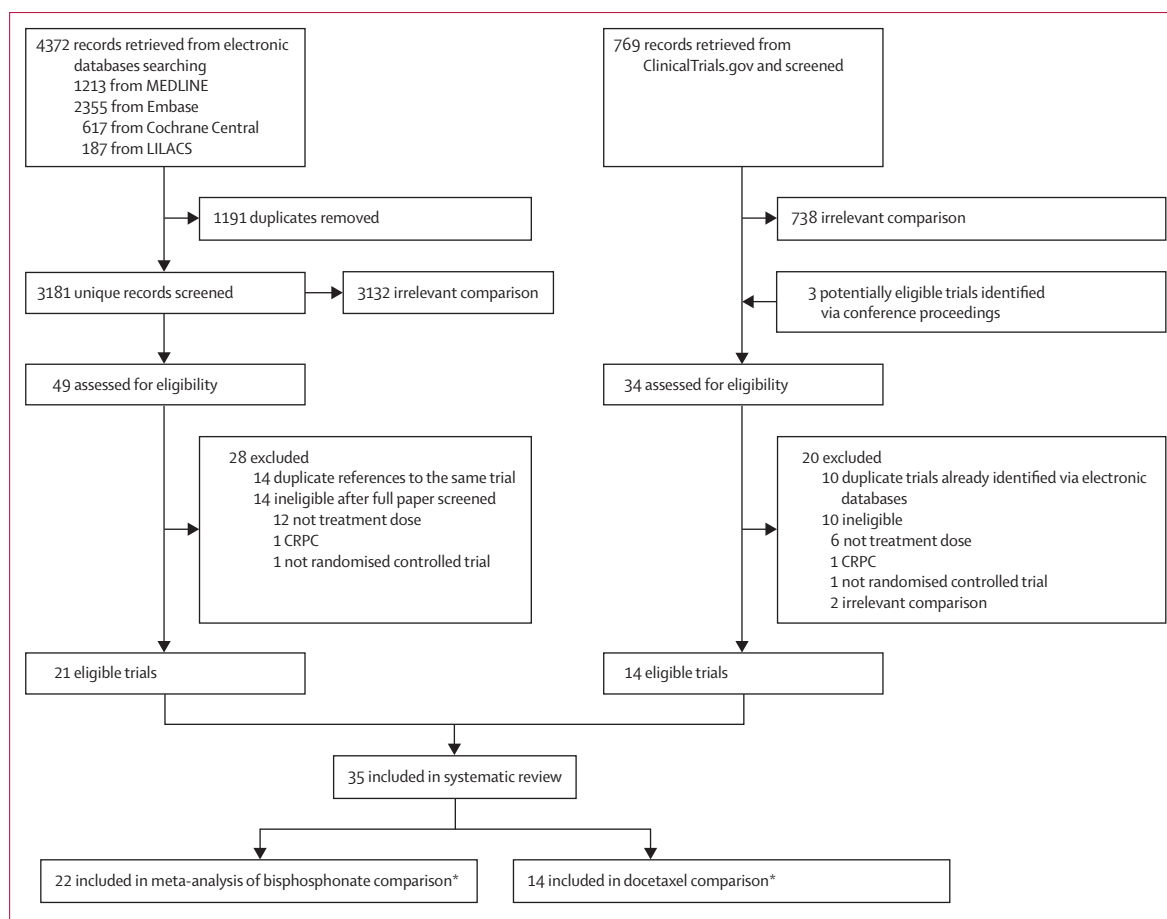 4372 records retrieved from electronic
databases searching
1213 from MEDLINE
2355 from Embase
617 from Cochrane Central
187 from LILACS
1191 duplicates removed
3181 unique records screened
3132 irrelevant comparison
49 assessed for eligibility
28 excluded
14 duplicate references to the same trial
14 ineligible after full paper screened
12 not treatment dose
1 CRPC
1 not randomised controlled trial
21 eligible trials
769 records retrieved from
ClinicalTrials.gov and screened
738 irrelevant comparison
3 potentially eligible trials identified
via conference proceedings
34 assessed for eligibility
20 excluded
10 duplicate trials already identified via electronic
databases
10 ineligible
6 not treatment dose
1 CRPC
1 not randomised controlled trial
2 irrelevant comparison
14 eligible trials
35 included in systematic review
22 included in meta-analysis of bisphosphonate comparison*
14 included in docetaxel comparison*